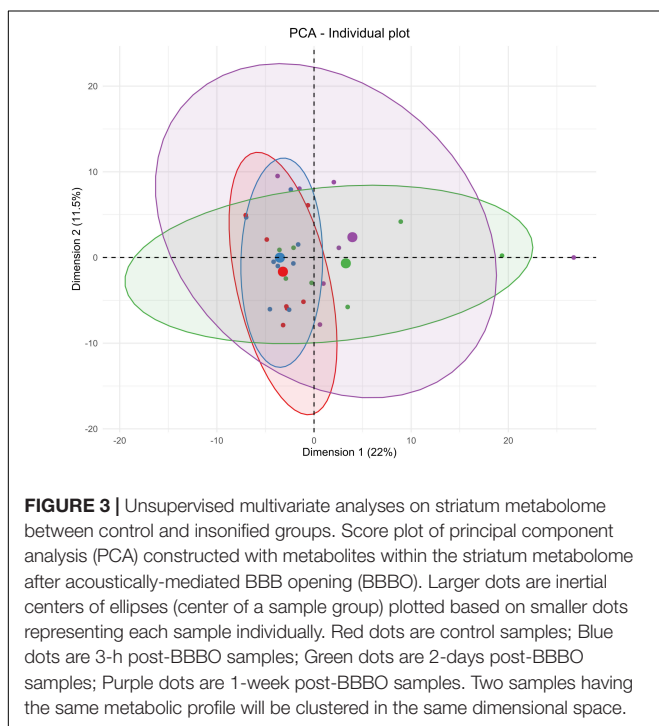 PCA - Individual plot
20
10
0
-10
-20
Dimension 2 (11.5%)
-20
-10
0
10
20
Dimension 1 (22%)
FIGURE 3 | Unsupervised multivariate analyses on striatum metabolome
between control and insonified groups. Score plot of principal component
analysis (PCA) constructed with metabolites within the striatum metabolome
after acoustically-mediated BBB opening (BBBO). Larger dots are inertial
centers of ellipses (center of a sample group) plotted based on smaller dots
representing each sample individually. Red dots are control samples; Blue
dots are 3-h post-BBBO samples; Green dots are 2-days post-BBBO
samples; Purple dots are 1-week post-BBBO samples. Two samples having
the same metabolic profile will be clustered in the same dimensional space.